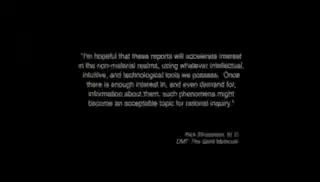 "I'm hopeful that these reports will accelerate interest
in the non-material realms, using whatever intellectual,
intuitive, and technological tools we possess. Once
there is enough interest in, and even demand for,
information about them, such phenomena might
become an acceptable topic for rational inquiry."
Rick Strassman, M. D.
DMT: The Spirit Molecule